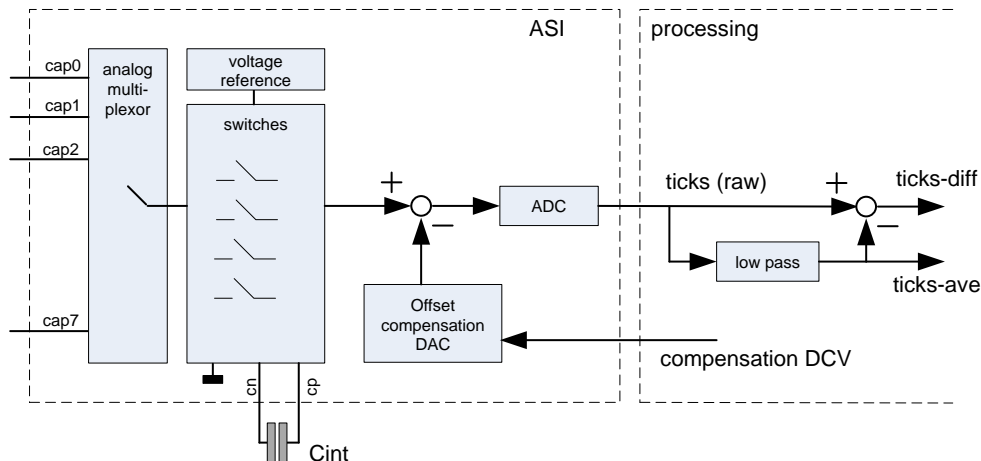 ASI
processing
cap0
cap1
cap2
cap7
analog
multi-
plexor
voltage
reference
switches
cn
cp
Cint
+
−
ADC
Offset
compensation
DAC
compensation DCV
ticks (raw)
low pass
+
−
ticks-diff
ticks-ave